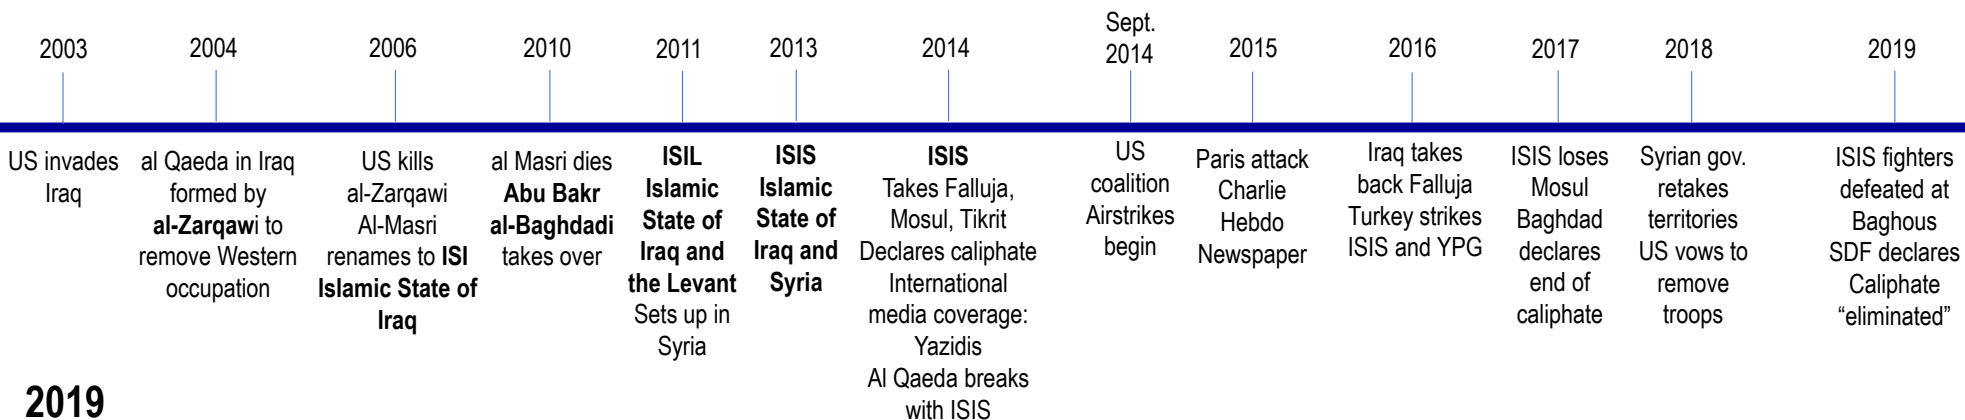 2003
US invades
Iraq
2004
al Qaeda in Iraq
formed by
al-Zarqawi to
remove Western
occupation
2006
US kills
al-Zarqawi
Al-Masri
renames to ISI
Islamic State of
Iraq
2010
al Masri dies
Abu Bakr
al-Baghdadi
takes over
2011
ISIL
Islamic
State of
Iraq and
the Levant
Sets up in
Syria
2013
ISIS
Islamic
State of
Iraq and
Syria
2014
ISIS
Takes Falluja,
Mosul, Tikrit
Declares caliphate
International
media coverage:
Yazidis
Al Qaeda breaks
with ISIS
Sept.
2014
US
coalition
Airstrikes
begin
2015
Paris attack
Charlie
Hebdo
Newspaper
2016
Iraq takes
back Falluja
Turkey strikes
ISIS and YPG
2017
ISIS loses
Mosul
Baghdad
declares
end of
caliphate
2018
Syrian gov.
retakes
territories
US vows to
remove
troops
2019
ISIS fighters
defeated at
Baghous
SDF declares
Caliphate
“eliminated”
2019